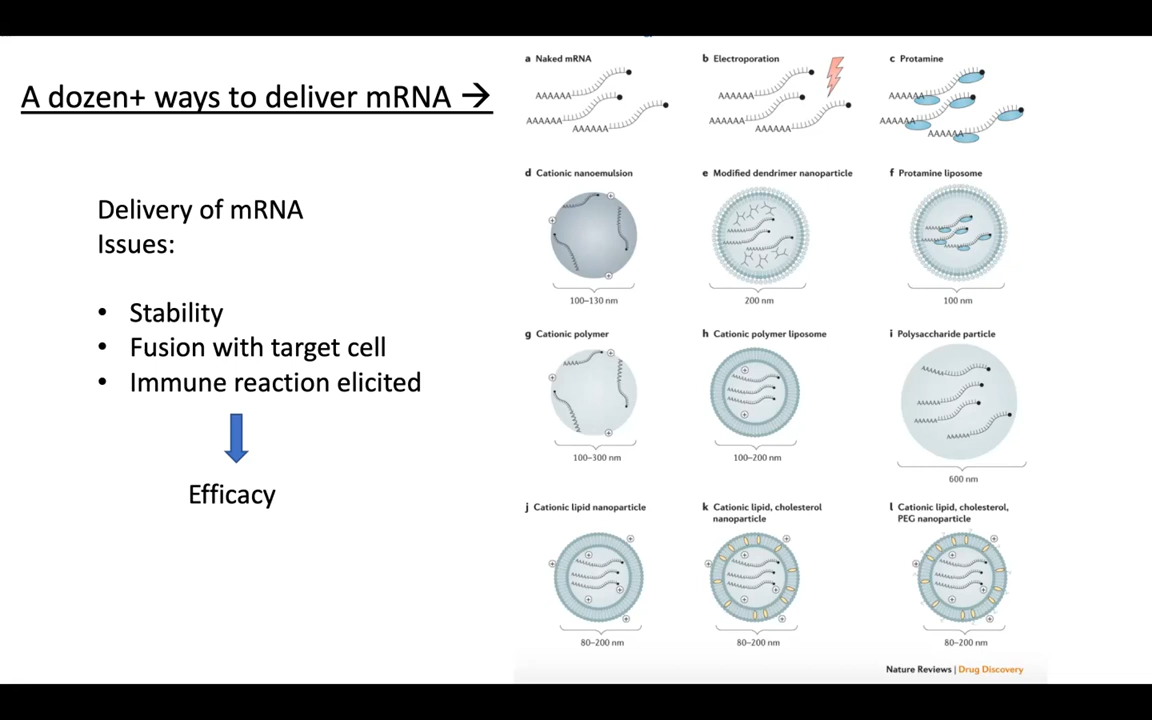 A dozen+ ways to deliver mRNA →
Delivery of mRNA
Issues:
• Stability
• Fusion with target cell
• Immune reaction elicited
Efficacy
a Naked mRNA
AAAAAA
AAAAAA
AAAAAA
b Electroporation
AAAAAA
AAAAAA
AAAAAA
c Protamine
AAAAAA
AAAAAA
AAAAAA
d Cationic nanoemulsion
100–130 nm
e Modified dendrimer nanoparticle
200 nm
f Protamine liposome
100 nm
g Cationic polymer
100–300 nm
h Cationic polymer liposome
100–200 nm
i Polysaccharide particle
600 nm
j Cationic lipid nanoparticle
80–200 nm
k Cationic lipid, cholesterol
nanoparticle
80–200 nm
l Cationic lipid, cholesterol,
PEG nanoparticle
80–200 nm
Nature Reviews | Drug Discovery